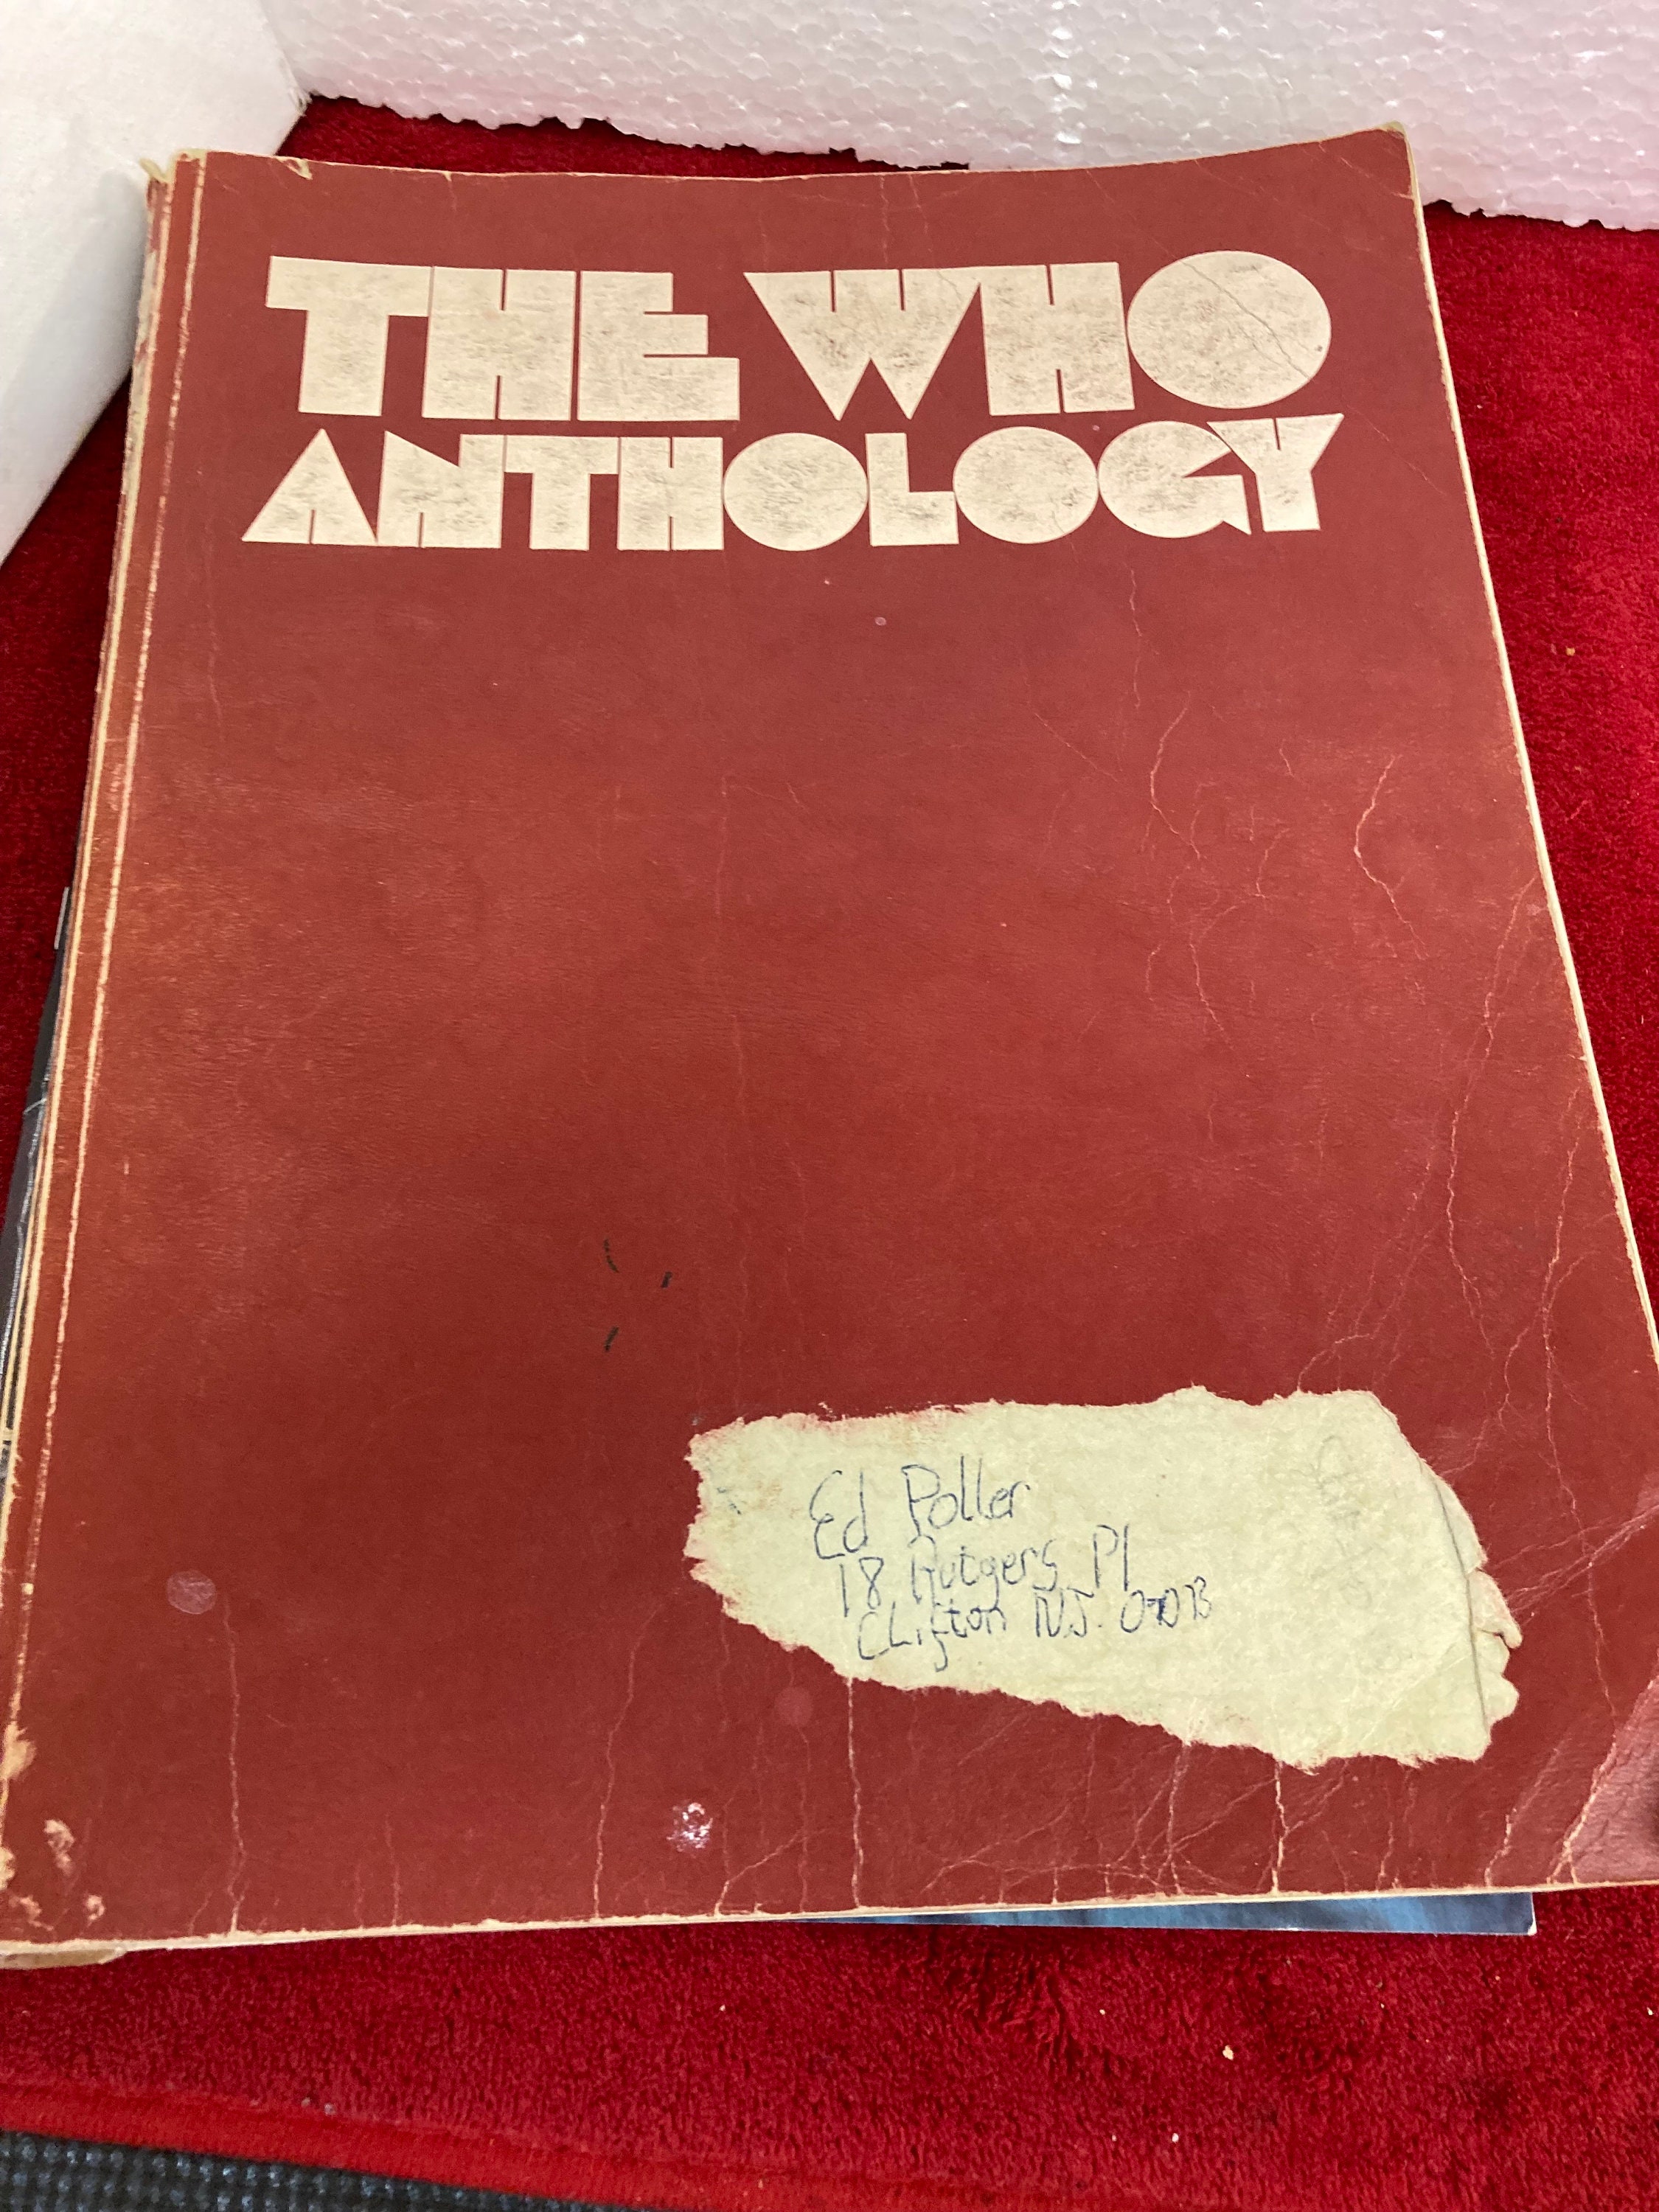 THE WHO
ANTHOLOGY
Ed Poller
18 Rutgers Pl
Clifton N.J. 07013